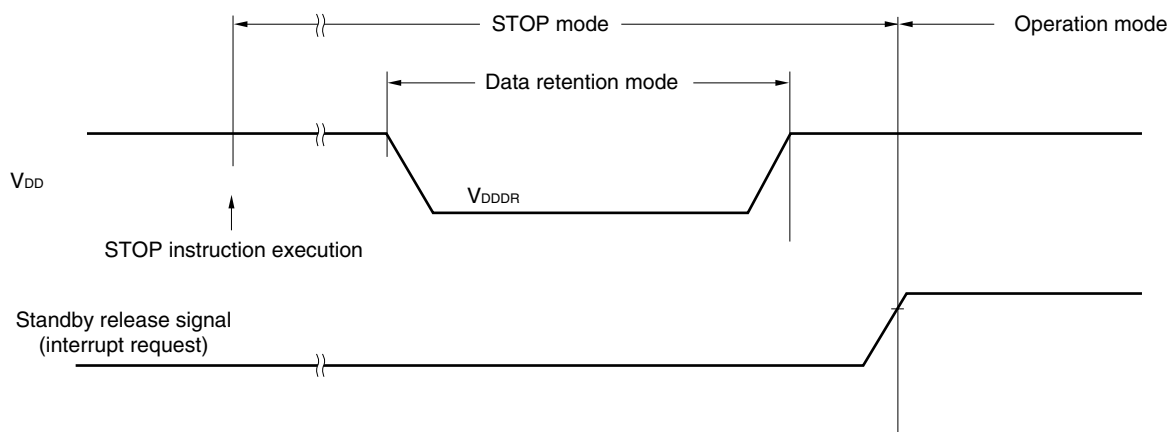 STOP mode
Operation mode
Data retention mode
VDD
VDDDR
STOP instruction execution
Standby release signal
(interrupt request)